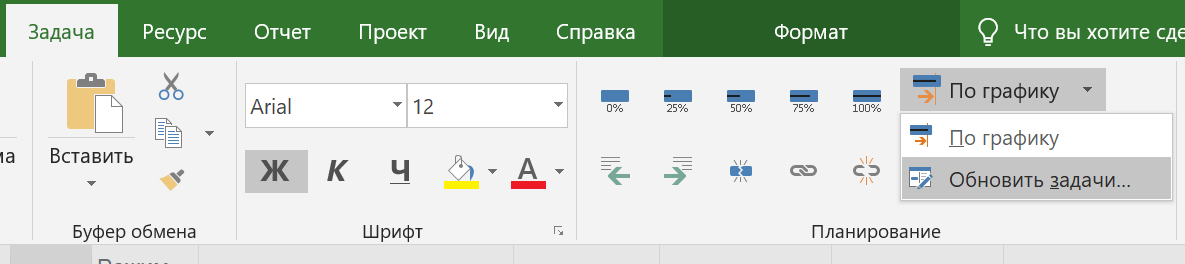 Задача Ресурс Отчет Проект Вид Справка Формат Что вы хотите сде
По графику
Arial 12
0% 25% 50% 75% 100%
По графику
ма Вставить
Ж К Ч А
Обновить задачи...
Буфер обмена Шрифт Планирование